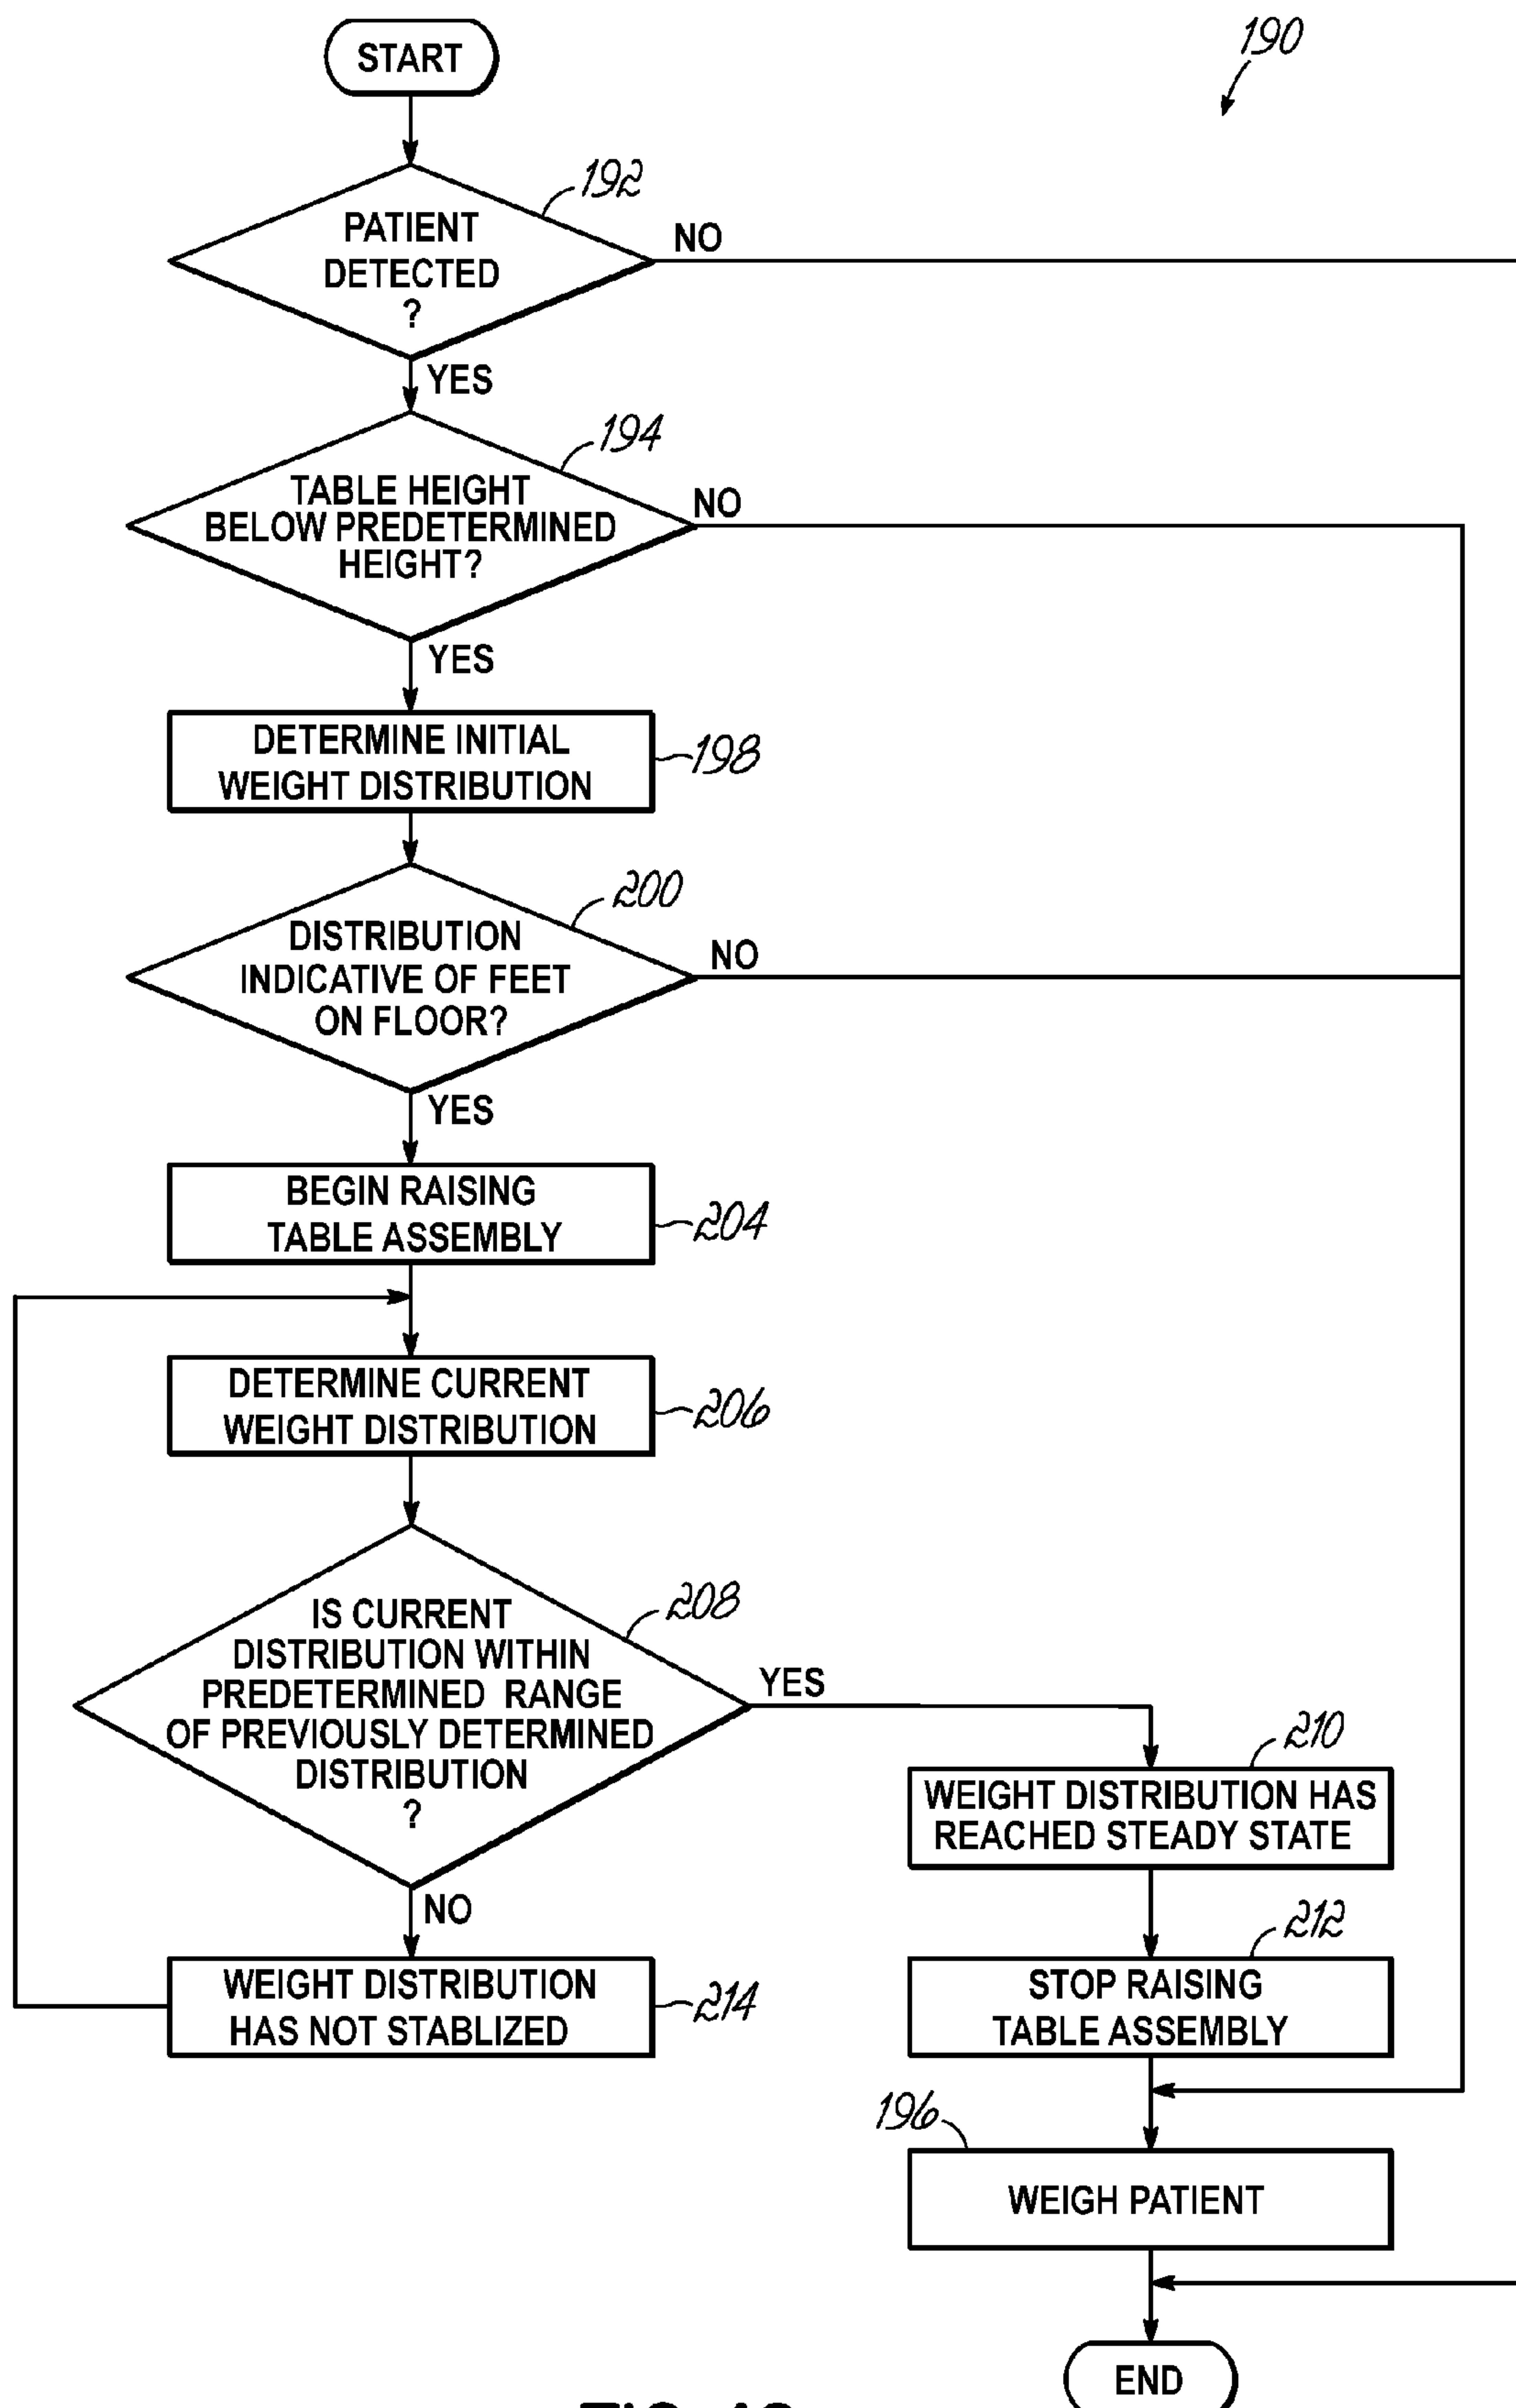 START
190
192
PATIENT
DETECTED
?
NO
YES
194
TABLE HEIGHT
BELOW PREDETERMINED
HEIGHT?
NO
YES
DETERMINE INITIAL
WEIGHT DISTRIBUTION
198
200
DISTRIBUTION
INDICATIVE OF FEET
ON FLOOR?
NO
YES
BEGIN RAISING
TABLE ASSEMBLY
204
DETERMINE CURRENT
WEIGHT DISTRIBUTION
206
208
IS CURRENT
DISTRIBUTION WITHIN
PREDETERMINED RANGE
OF PREVIOUSLY DETERMINED
DISTRIBUTION
?
YES
NO
210
WEIGHT DISTRIBUTION HAS
REACHED STEADY STATE
WEIGHT DISTRIBUTION
HAS NOT STABLIZED
214
212
STOP RAISING
TABLE ASSEMBLY
196
WEIGH PATIENT
END